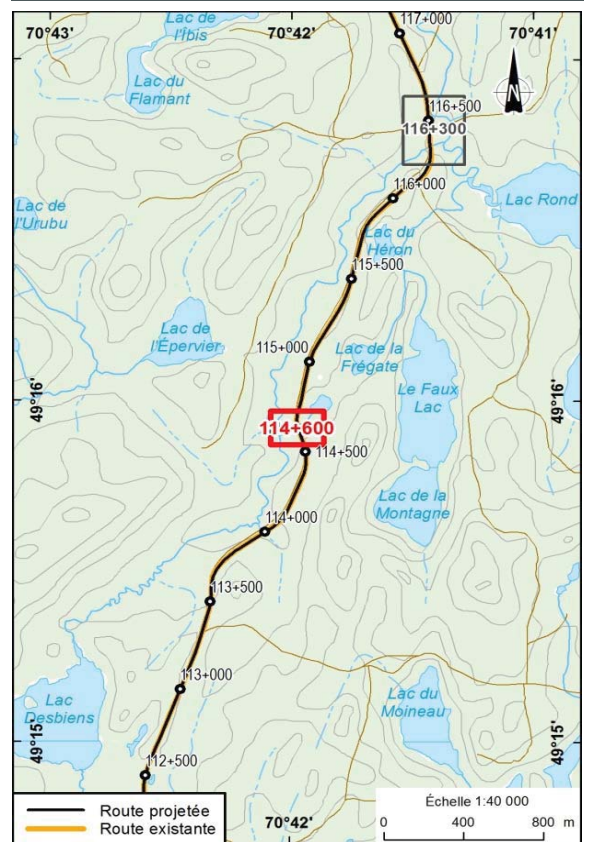 70°43'
70°42'
70°41'
Lac de
l'Ibis
117+000
Lac du
Flamant
N
116+500
116+300
116+000
Lac Rond
Lac de
l'Urubu
Lac du
Héron
115+500
Lac de
l'Épervier
115+000
Lac de la
Frégate
Le Faux
Lac
49°16'
49°16'
114+600
114+500
Lac de la
Montagne
114+000
113+500
113+000
Lac
Desbiens
Lac du
Moineau
49°15'
49°15'
112+500
Route projetée
Route existante
70°42'
Échelle 1:40 000
0 400 800 m